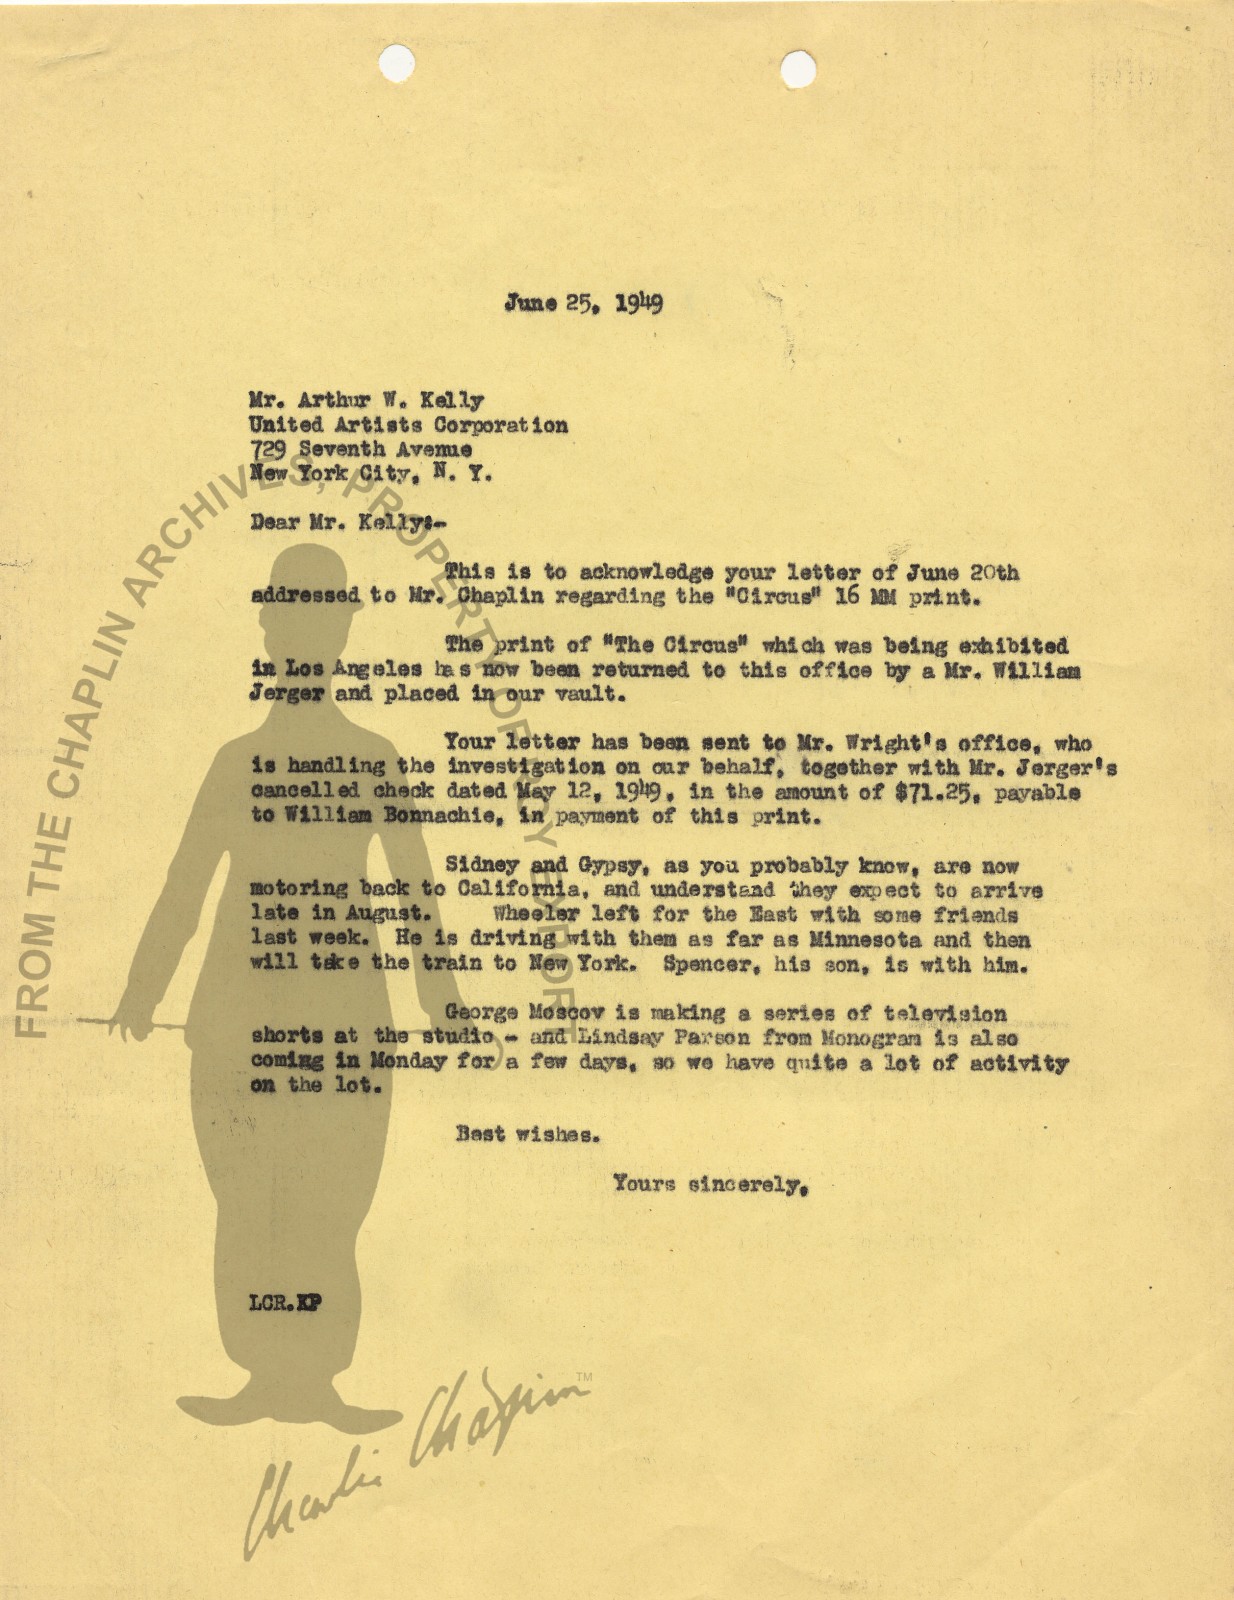 June 25, 1949
Mr. Arthur W. Kelly
United Artists Corporation
729 Seventh Avenue
New York City, N. Y.
Dear Mr. Kelly:-
This is to acknowledge your letter of June 20th
addressed to Mr. Chaplin regarding the "Circus" 16 MM print.
The print of "The Circus" which was being exhibited
in Los Angeles has now been returned to this office by a Mr. William
Jerger and placed in our vault.
Your letter has been sent to Mr. Wright's office, who
is handling the investigation on our behalf, together with Mr. Jerger's
cancelled check dated May 12, 1949, in the amount of $71.25, payable
to William Bonnachie, in payment of this print.
Sidney and Gypsy, as you probably know, are now
motoring back to California, and understand they expect to arrive
late in August. Wheeler left for the East with some friends
last week. He is driving with them as far as Minnesota and then
will take the train to New York. Spencer, his son, is with him.
George Moscov is making a series of television
shorts at the studio - and Lindsay Parson from Monogram is also
coming in Monday for a few days, so we have quite a lot of activity
on the lot.
Best wishes.
Yours sincerely,
LCR.KP
FROM THE CHAPLIN ARCHIVES, PROPERTY OF ROY EXPORT
Charlie Chaplin TM